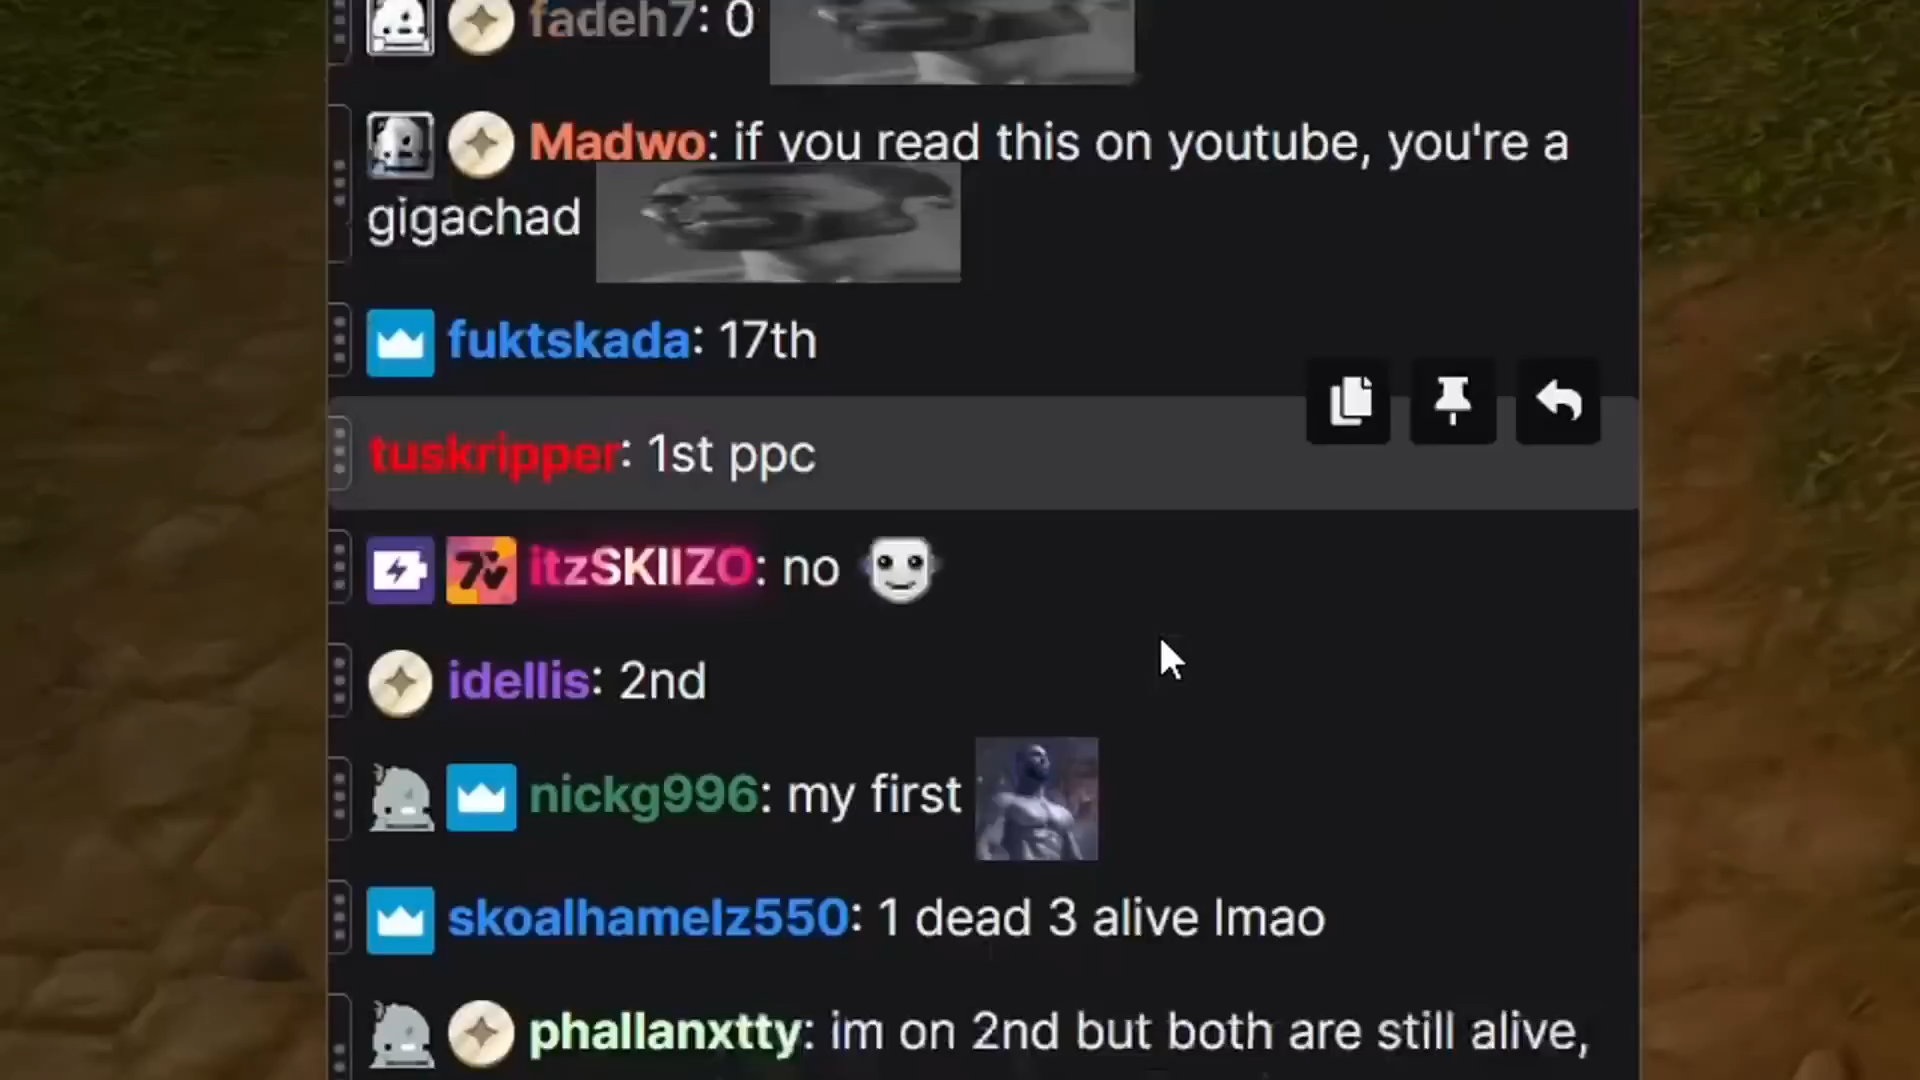 fadeh7: 0
Madwo: if you read this on youtube, you're a
gigachad
fuktskada: 17th
tuskripper: 1st ppc
itzSKIIZO: no
idellis: 2nd
nickg996: my first
skoalhamelz550: 1 dead 3 alive lmao
phallanxtty: im on 2nd but both are still alive,